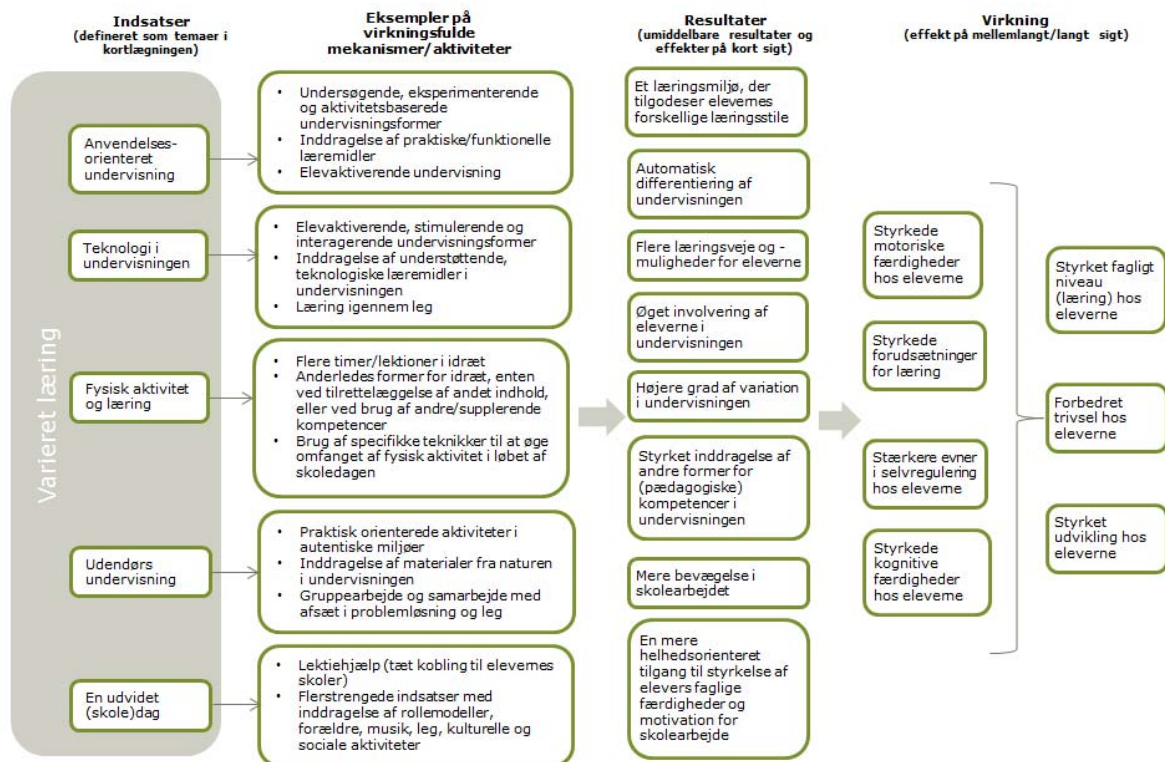 Indsatser
(defineret som temaer i
kortlægningen)
Eksempler på
virkningsfulde
mekanismer/aktiviteter
Resultater
(umiddelbare resultater og
effekter på kort sigt)
Virkning
(effekt på mellemlangt/langt sigt)
Varieret læring
Anvendelses-
orienteret
undervisning
Teknologi i
undervisningen
Fysisk aktivitet
og læring
Udendørs
undervisning
En udvidet
(skole)dag
• Undersøgende, eksperimenterende
og aktivitetsbaserede
undervisningsformer
• Inddragelse af praktiske/funktionelle
læremidler
• Elevaktiverende undervisning
• Elevaktiverende, stimulerende og
interagerende undervisningsformer
• Inddragelse af understøttende,
teknologiske læremidler i
undervisningen
• Læring igennem leg
• Flere timer/lektioner i idræt
• Anderledes former for idræt, enten
ved tilrettelæggelse af andet indhold,
eller ved brug af andre/supplerende
kompetencer
• Brug af specifikke teknikker til at øge
omfanget af fysisk aktivitet i løbet af
skoledagen
• Praktisk orienterede aktiviteter i
autentiske miljøer
• Inddragelse af materialer fra naturen
i undervisningen
• Gruppearbejde og samarbejde med
afsæt i problemløsning og leg
• Lektiehjælp (tæt kobling til elevernes
skoler)
• Flerstrengede indsatser med
inddragelse af rollemodeller,
forældre, musik, leg, kulturelle og
sociale aktiviteter
Et læringsmiljø, der
tilgodeser elevernes
forskellige læringsstile
Automatisk
differentiering af
undervisningen
Flere læringsveje og -
muligheder for eleverne
Øget involvering af
eleverne i
undervisningen
Højere grad af variation
i undervisningen
Styrket inddragelse af
andre former for
(pædagogiske)
kompetencer i
undervisningen
Mere bevægelse i
skolearbejdet
En mere
helhedsorienteret
tilgang til styrkelse af
elevers faglige
færdigheder og
motivation for
skolearbejde
Styrkede
motoriske
færdigheder
hos eleverne
Styrkede
forudsætninger
for læring
Stærkere evner
i selvregulering
hos eleverne
Styrkede
kognitive
færdigheder
hos eleverne
Styrket fagligt
niveau
(læring) hos
eleverne
Forbedret
trivsel hos
eleverne
Styrket
udvikling hos
eleverne